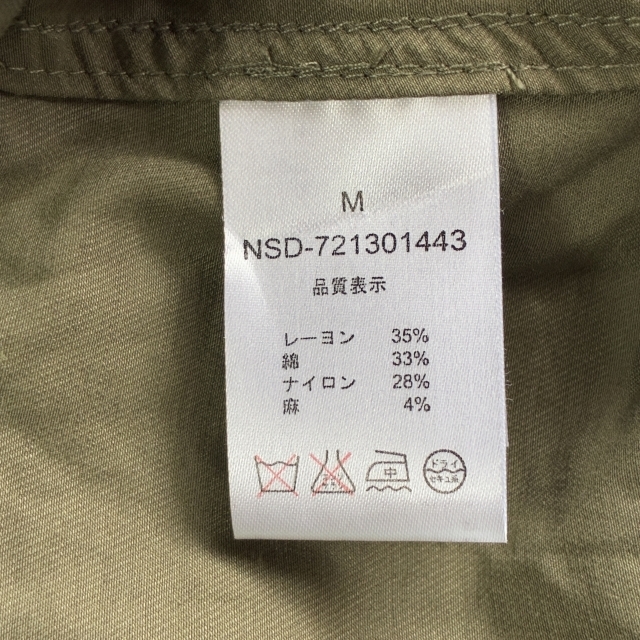 M
NSD-721301443
品質表示
レーヨン 35%
綿 33%
ナイロン 28%
麻 4%
中
ドライ
セキユ系